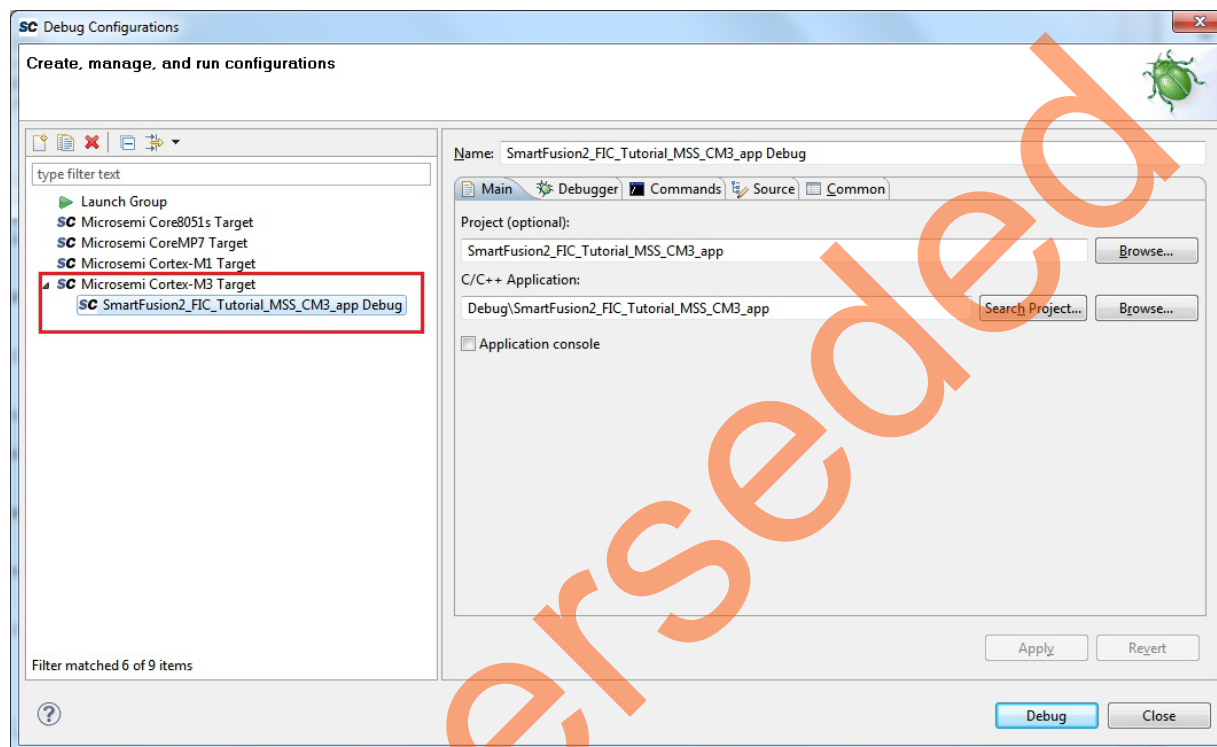 SC Debug Configurations
Create, manage, and run configurations
type filter text
Launch Group
SC Microsemi Core8051s Target
SC Microsemi CoreMP7 Target
SC Microsemi Cortex-M1 Target
SC Microsemi Cortex-M3 Target
SC SmartFusion2_FIC_Tutorial_MSS_CM3_app Debug
Filter matched 6 of 9 items
Name: SmartFusion2_FIC_Tutorial_MSS_CM3_app Debug
Main Debugger Commands Source Common
Project (optional):
SmartFusion2_FIC_Tutorial_MSS_CM3_app Browse...
C/C++ Application:
Debug\SmartFusion2_FIC_Tutorial_MSS_CM3_app Search Project... Browse...
Application console
Apply Revert
? Debug Close
erseded